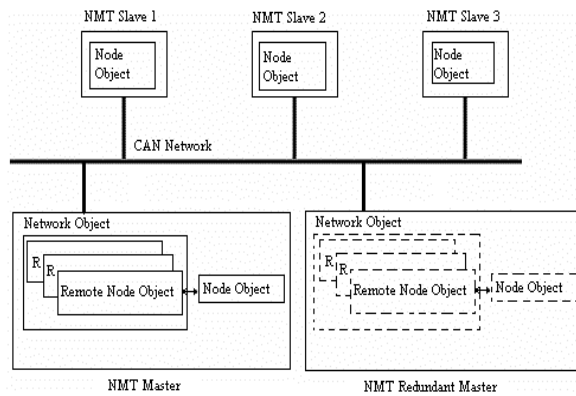 NMT Slave 1
NMT Slave 2
NMT Slave 3
Node
Object
Node
Object
Node
Object
CAN Network
Network Object
R
R
Remote Node Object
Node Object
NMT Master
Network Object
R
R
Remote Node Object
Node Object
NMT Redundant Master